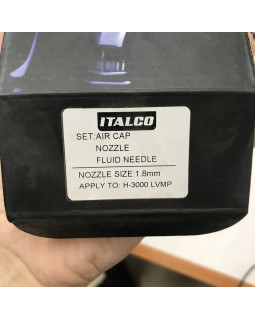 ITALCO
SET:AIR CAP
NOZZLE
FLUID NEEDLE
NOZZLE SIZE:1.8mm
APPLY TO: H-3000 LVMP